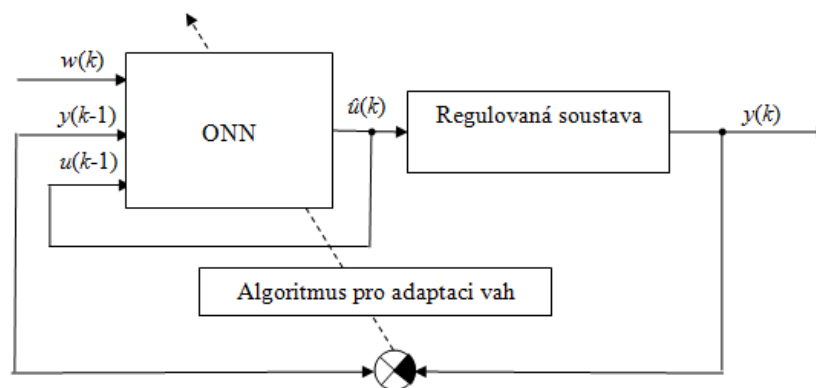 w(k)
y(k-1)
u(k-1)
ONN
û(k)
Regulovaná soustava
y(k)
Algoritmus pro adaptaci vah